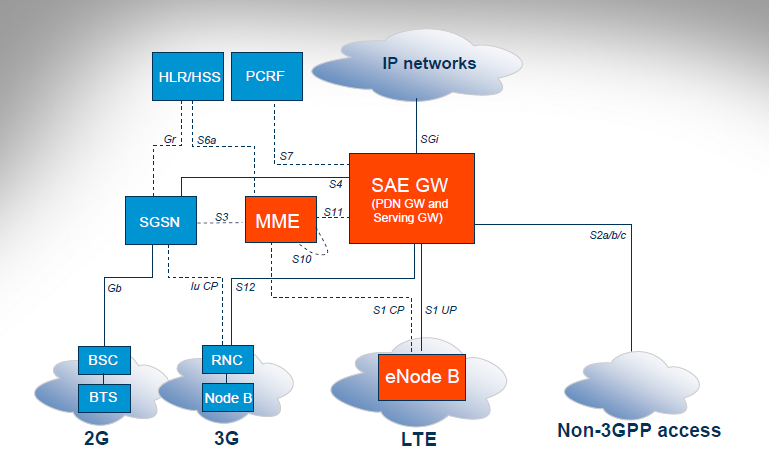 IP networks
HLR/HSS
PCRF
Gr
S6a
S7
SGi
SAE GW
(PDN GW and
Serving GW)
S4
SGSN
S3
MME
S11
S10
S2a/b/c
Gb
Iu CP
S12
S1 CP
S1 UP
BSC
BTS
RNC
Node B
eNode B
2G
3G
LTE
Non-3GPP access